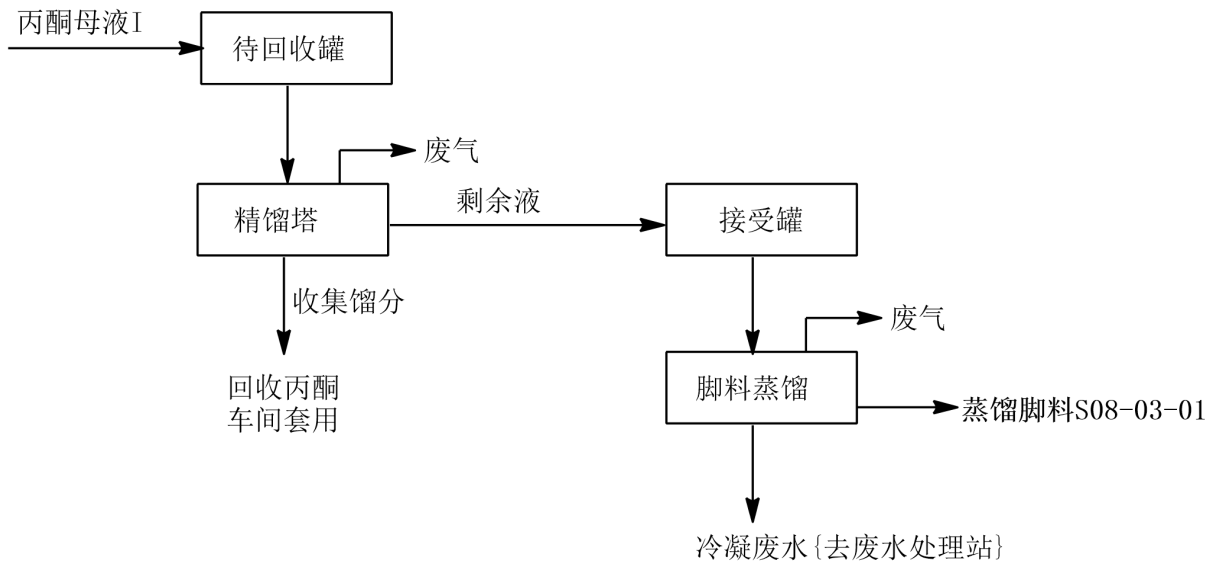 丙酮母液I
待回收罐
废气
精馏塔
剩余液
接受罐
收集馏分
废气
回收丙酮
车间套用
脚料蒸馏
蒸馏脚料S08-03-01
冷凝废水{去废水处理站}